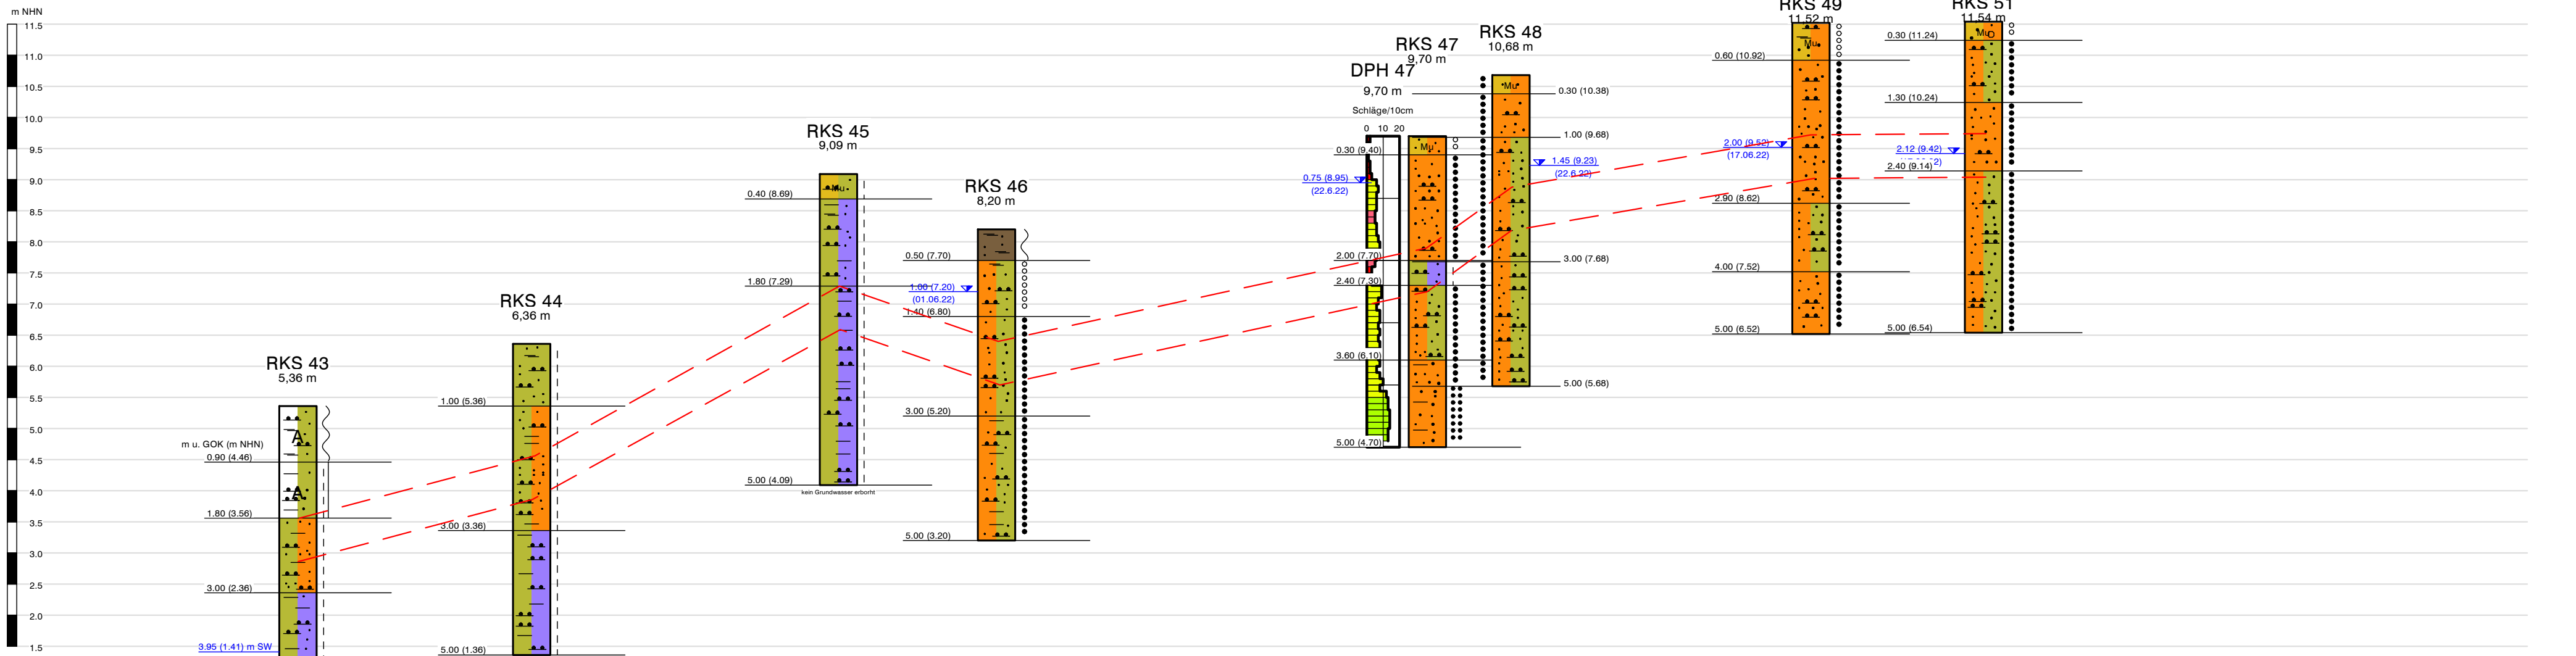 m NHN
11.5
11.0
10.5
10.0
9.5
9.0
8.5
8.0
7.5
7.0
6.5
6.0
5.5
5.0
4.5
4.0
3.5
3.0
2.5
2.0
1.5
RKS 43
5,36 m
A
A
m u. GOK (m NHN)
0.90 (4.46)
1.80 (3.56)
3.00 (2.36)
3.95 (1.41) m SW
RKS 44
6,36 m
1.00 (5.36)
3.00 (3.36)
5.00 (1.36)
RKS 45
9,09 m
Mu
0.40 (8.69)
1.80 (7.29)
5.00 (4.09)
kein Grundwasser erborht
RKS 46
8,20 m
0.50 (7.70)
1.00 (7.20)
(01.06.22)
1.40 (6.80)
3.00 (5.20)
5.00 (3.20)
DPH 47
9,70 m
Schläge/10cm
0 10 20
RKS 47
9,70 m
Mu
0.30 (9.40)
0.75 (8.95)
(22.6.22)
2.00 (7.70)
2.40 (7.30)
3.60 (6.10)
5.00 (4.70)
RKS 48
10,68 m
Mu
0.30 (10.38)
1.00 (9.68)
1.45 (9.23)
(22.6.22)
3.00 (7.68)
5.00 (5.68)
RKS 49
11,52 m
Mu
0.60 (10.92)
2.00 (9.52)
(17.06.22)
2.90 (8.62)
4.00 (7.52)
5.00 (6.52)
RKS 51
11,54 m
Mu
0.30 (11.24)
1.30 (10.24)
2.12 (9.42)
2.40 (9.14)
5.00 (6.54)